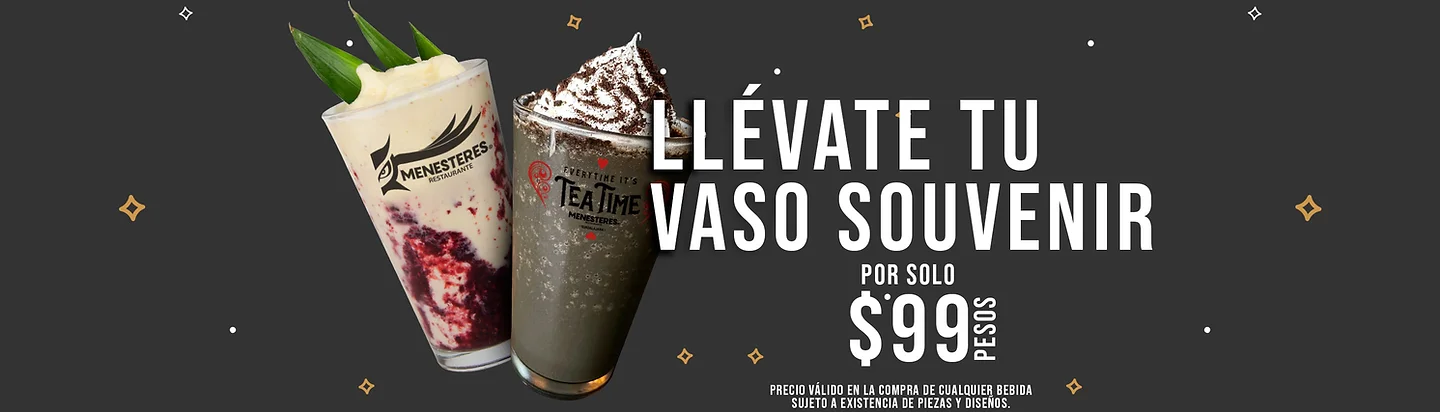 MENESTERES
RESTAURANTE
EVERYTIME IT'S
TEA TIME
MENESTERES
LLÉVATE TU
VASO SOUVENIR
POR SOLO
$99 PESOS
PRECIO VÁLIDO EN LA COMPRA DE CUALQUIER BEBIDA
SUJETO A EXISTENCIA DE PIEZAS Y DISEÑOS.